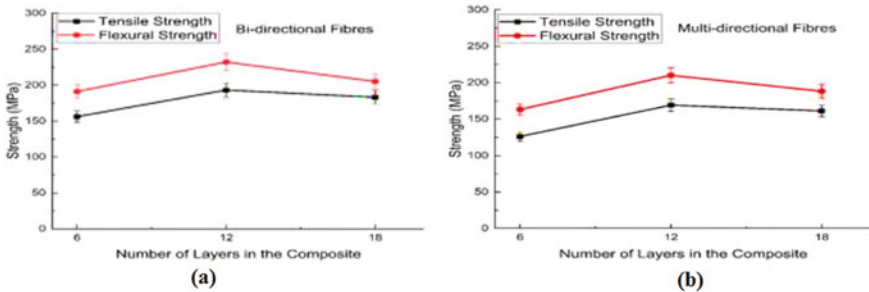 300
250
200
150
100
50
0
Strength (MPa)
Tensile Strength
Flexural Strength
Bi-directional Fibres
6
12
18
Number of Layers in the Composite
(a)
300
250
200
150
100
50
0
Strength (MPa)
Tensile Strength
Flexural Strength
Multi-directional Fibres
6
12
18
Number of Layers in the Composite
(b)